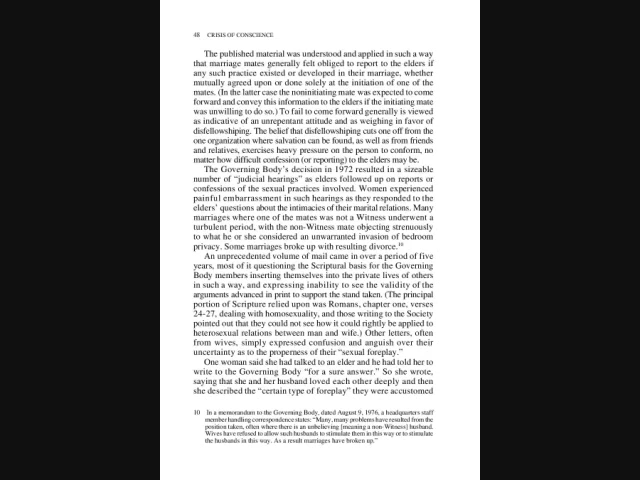 48 CRISIS OF CONSCIENCE
The published material was understood and applied in such a way
that marriage mates generally felt obliged to report to the elders if
any such practice existed or developed in their marriage, whether
mutually agreed upon or done solely at the initiation of one of the
mates. (In the latter case the noninitiating mate was expected to come
forward and convey this information to the elders if the initiating mate
was unwilling to do so.) To fail to come forward generally is viewed
as indicative of an unrepentant attitude and as weighing in favor of
disfellowshiping. The belief that disfellowshiping cuts one off from the
one organization where salvation can be found, as well as from friends
and relatives, exercises heavy pressure on the person to conform, no
matter how difficult confession (or reporting) to the elders may be.
The Governing Body's decision in 1972 resulted in a sizeable
number of “judicial hearings” as elders followed up on reports or
confessions of the sexual practices involved. Women experienced
painful embarrassment in such hearings as they responded to the
elders' questions about the intimacies of their marital relations. Many
marriages where one of the mates was not a Witness underwent a
turbulent period, with the non-Witness mate objecting strenuously
to what he or she considered an unwarranted invasion of bedroom
privacy. Some marriages broke up with resulting divorce.10
An unprecedented volume of mail came in over a period of five
years, most of it questioning the Scriptural basis for the Governing
Body members inserting themselves into the private lives of others
in such a way, and expressing inability to see the validity of the
arguments advanced in print to support the stand taken. (The principal
portion of Scripture relied upon was Romans, chapter one, verses
24-27, dealing with homosexuality, and those writing to the Society
pointed out that they could not see how it could rightly be applied to
heterosexual relations between man and wife.) Other letters, often
from wives, simply expressed confusion and anguish over their
uncertainty as to the properness of their “sexual foreplay.”
One woman said she had talked to an elder and he had told her to
write to the Governing Body “for a sure answer.” So she wrote,
saying that she and her husband loved each other deeply and then
she described the “certain type of foreplay” they were accustomed
10 In a memorandum to the Governing Body, dated August 9, 1976, a headquarters staff
member handling correspondence states: “Many, many problems have resulted from the
position taken, often where there is an unbelieving [meaning a non-Witness] husband.
Wives have refused to allow such husbands to stimulate them in this way or to stimulate
the husbands in this way. As a result marriages have broken up.”